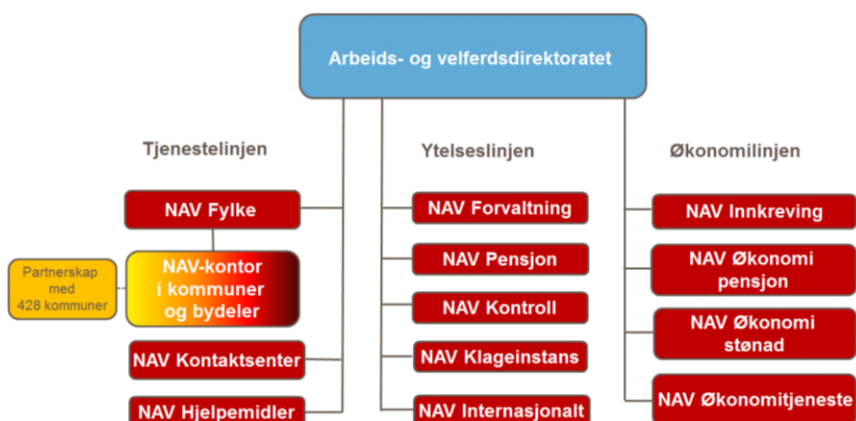 Arbeids- og velferdsdirektoratet
Tjenestelinjen
NAV Fylke
Partnerskap
med
428 kommuner
NAV-kontor
i kommuner
og bydeler
NAV Kontaktsenter
NAV Hjelpemidler
Ytelseslinjen
NAV Forvaltning
NAV Pensjon
NAV Kontroll
NAV Klageinstans
NAV Internasjonalt
Økonomilinjen
NAV Innkreving
NAV Økonomi
pensjon
NAV Økonomi
stønad
NAV Økonomitjeneste